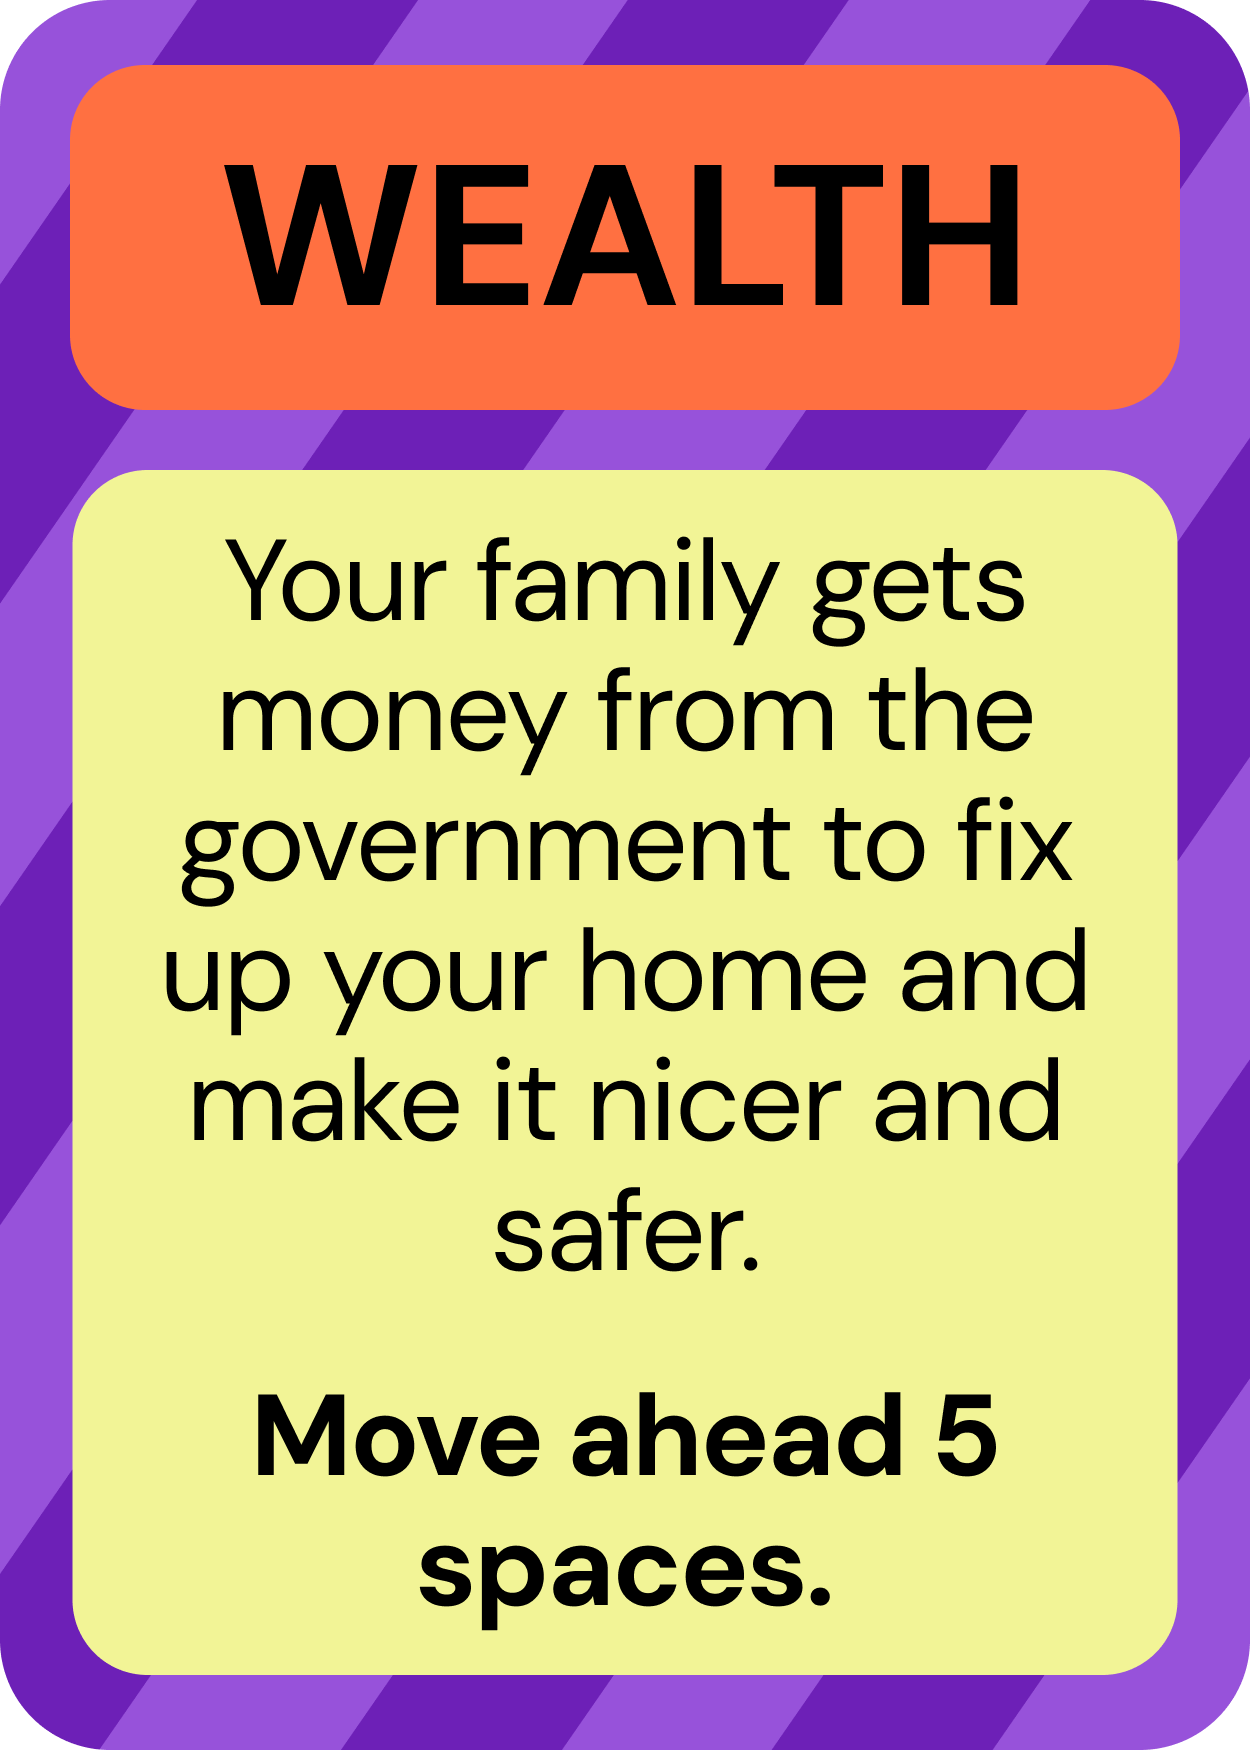 WEALTH
Your family gets
money from the
government to fix
up your home and
make it nicer and
safer.
Move ahead 5
spaces.